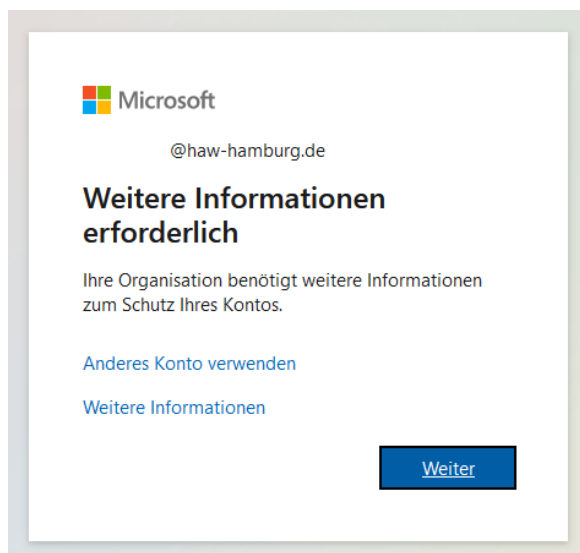 Microsoft
@haw-hamburg.de
Weitere Informationen
erforderlich
Ihre Organisation benötigt weitere Informationen
zum Schutz Ihres Kontos.
Anderes Konto verwenden
Weitere Informationen
Weiter